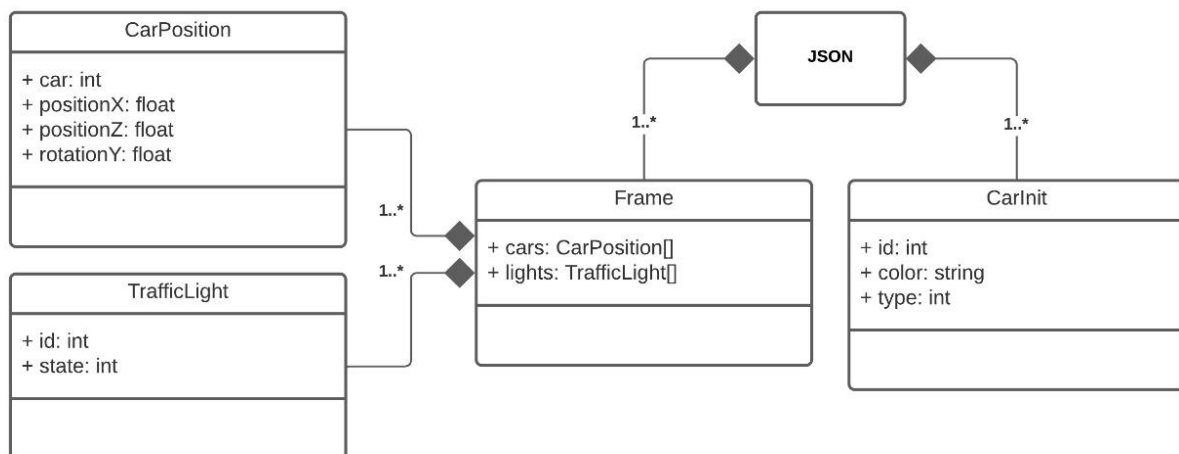 CarPosition
+ car: int
+ positionX: float
+ positionZ: float
+ rotationY: float
JSON
1..*
1..*
1..*
1..*
Frame
+ cars: CarPosition[]
+ lights: TrafficLight[]
CarInit
+ id: int
+ color: string
+ type: int
TrafficLight
+ id: int
+ state: int